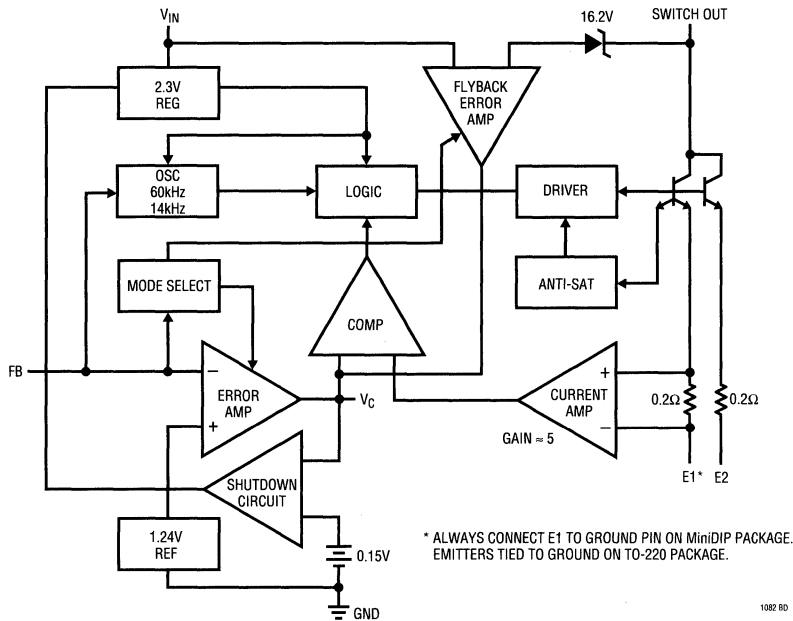 V_IN
16.2V
SWITCH OUT
2.3V
REG
FLYBACK
ERROR
AMP
OSC
60kHz
14kHz
LOGIC
DRIVER
MODE SELECT
ANTI-SAT
COMP
FB
−
ERROR
AMP
+
V_C
+
CURRENT
AMP
−
GAIN ≈ 5
0.2Ω
0.2Ω
E1*
E2
SHUTDOWN
CIRCUIT
1.24V
REF
0.15V
GND
* ALWAYS CONNECT E1 TO GROUND PIN ON MiniDIP PACKAGE.
EMITTERS TIED TO GROUND ON TO-220 PACKAGE.
1082 BD